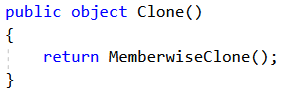 public object Clone()
{
    return MemberwiseClone();
}